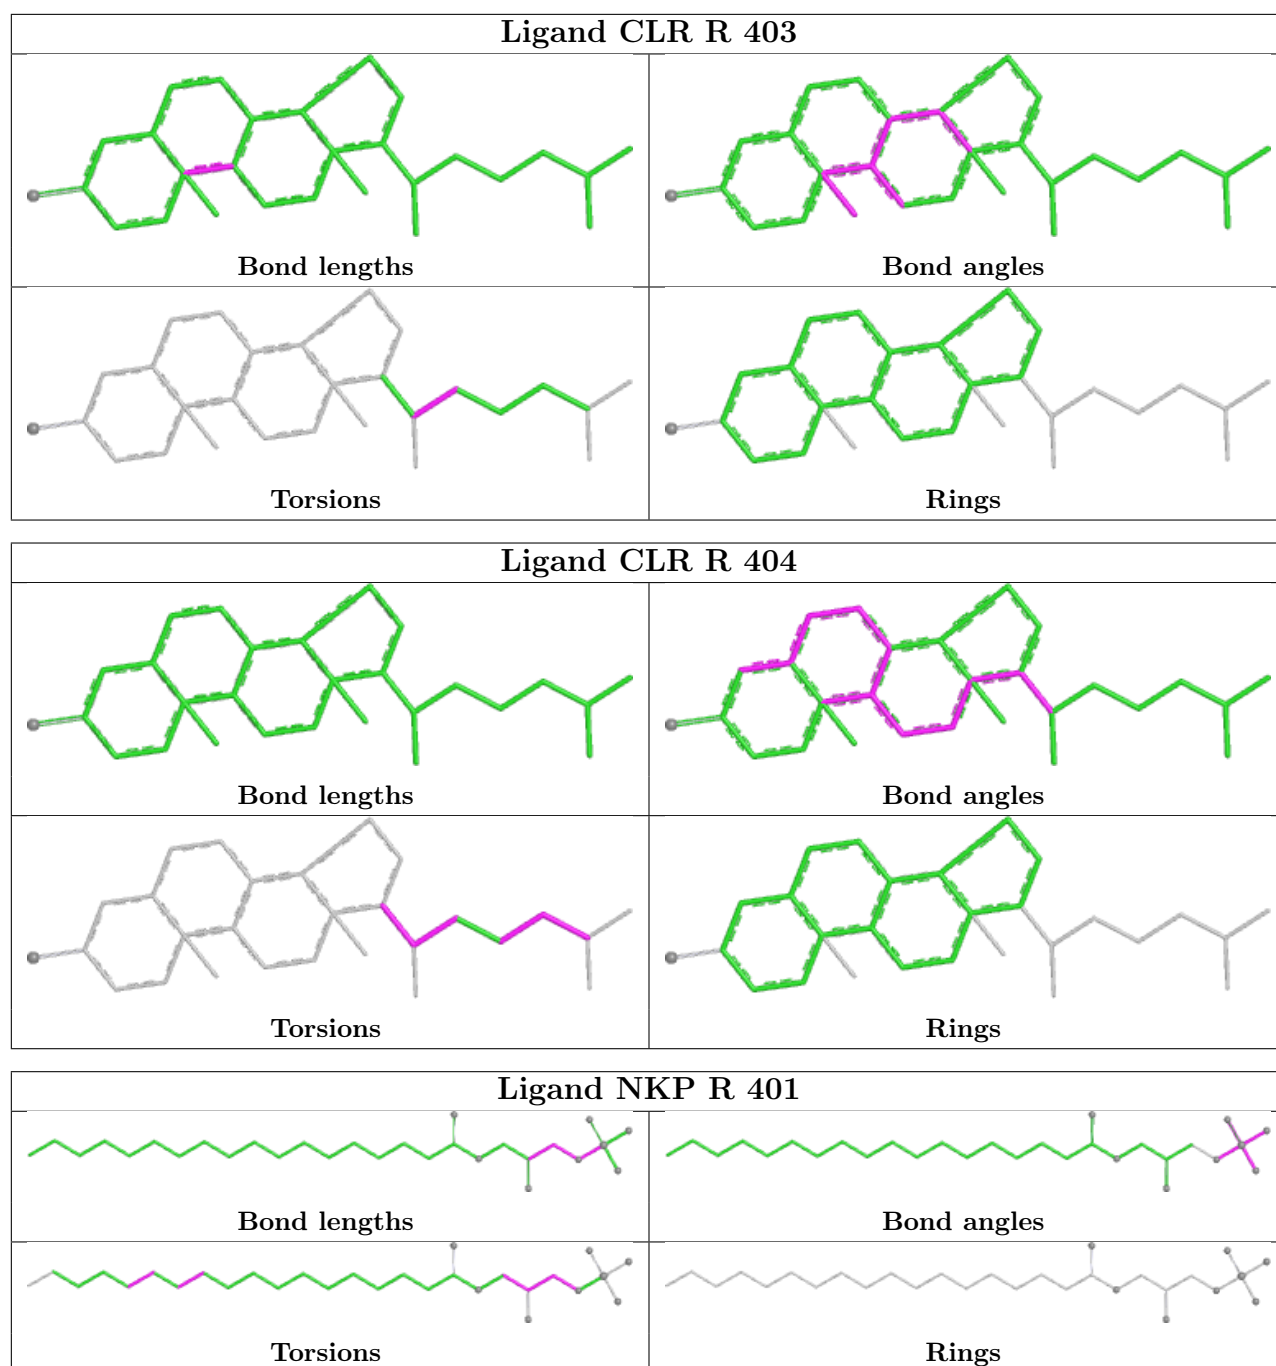 Ligand CLR R 403
Bond lengths
Bond angles
Torsions
Rings
Ligand CLR R 404
Bond lengths
Bond angles
Torsions
Rings
Ligand NKP R 401
Bond lengths
Bond angles
Torsions
Rings